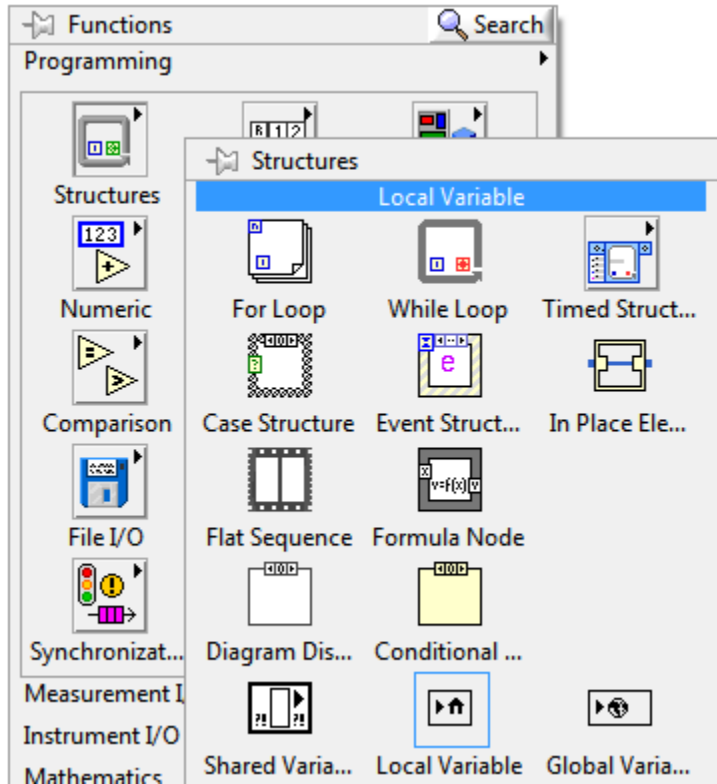 Functions
Search
Programming
Structures
Structures
Local Variable
Numeric
For Loop
While Loop
Timed Struct...
Comparison
Case Structure
Event Struct...
In Place Ele...
File I/O
Flat Sequence
Formula Node
Synchronizat...
Diagram Dis...
Conditional ...
Measurement I
Instrument I/O
Mathematics
Shared Varia...
Local Variable
Global Varia...
123
e